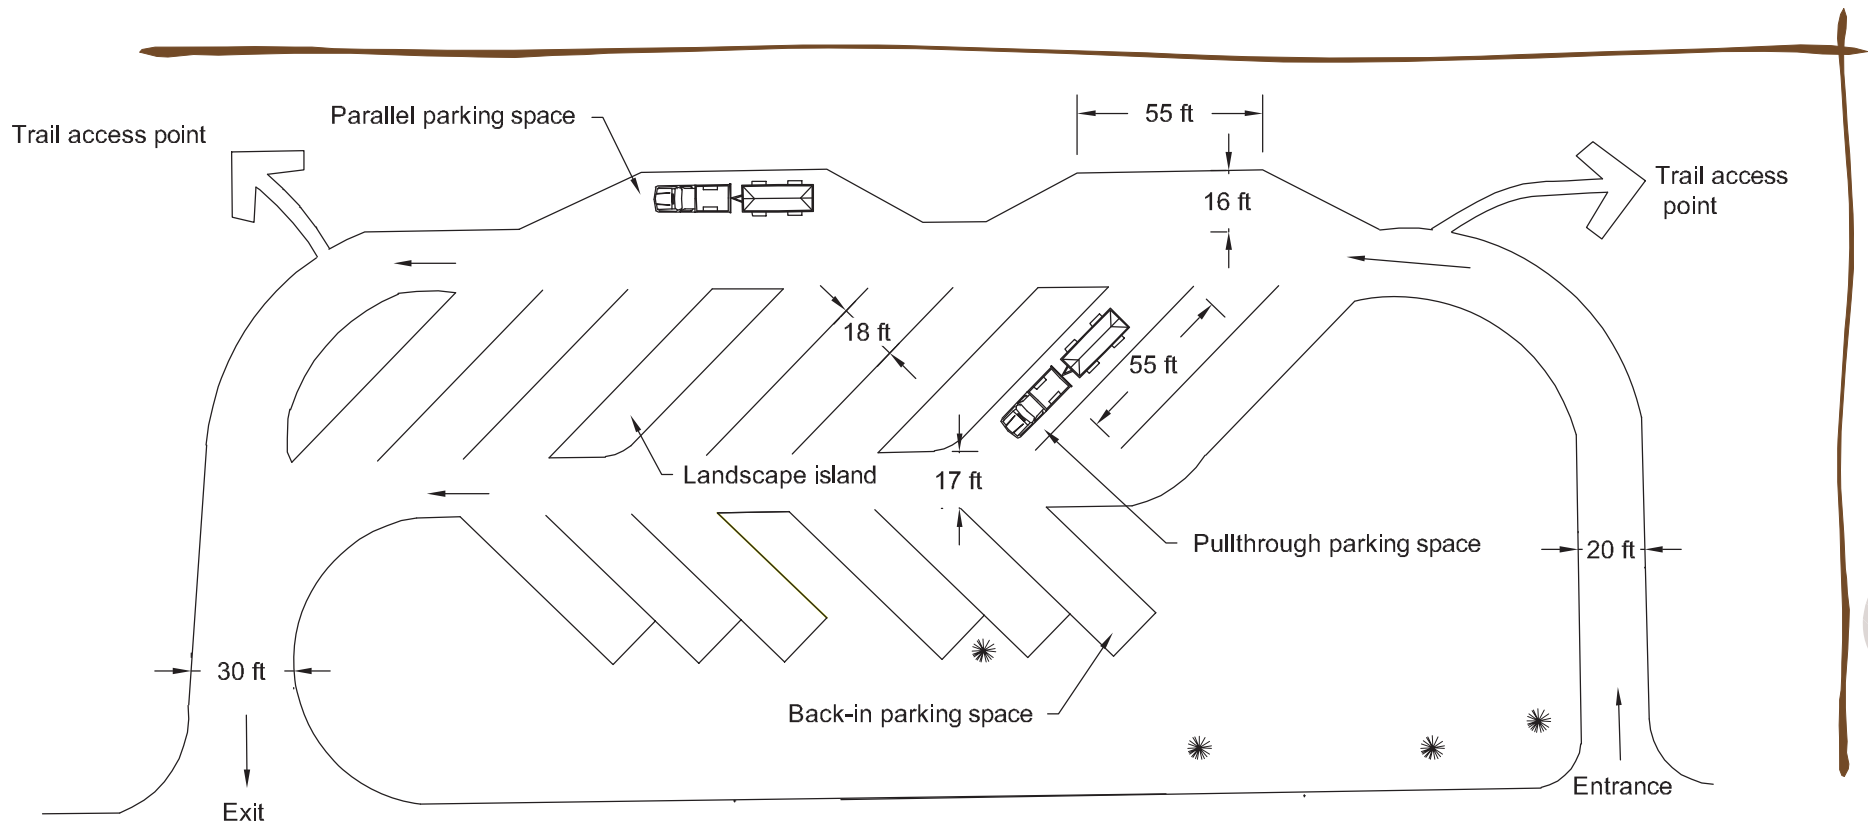 Parallel parking space
55 ft
Trail access point
Trail access
point
16 ft
18 ft
55 ft
Landscape island
17 ft
Pullthrough parking space
20 ft
30 ft
Back-in parking space
Entrance
Exit